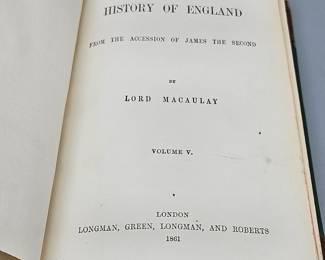 HISTORY OF ENGLAND
FROM THE ACCESSION OF JAMES THE SECOND
BY
LORD MACAULAY
VOLUME V.
LONDON
LONGMAN, GREEN, LONGMAN, AND ROBERTS
1861